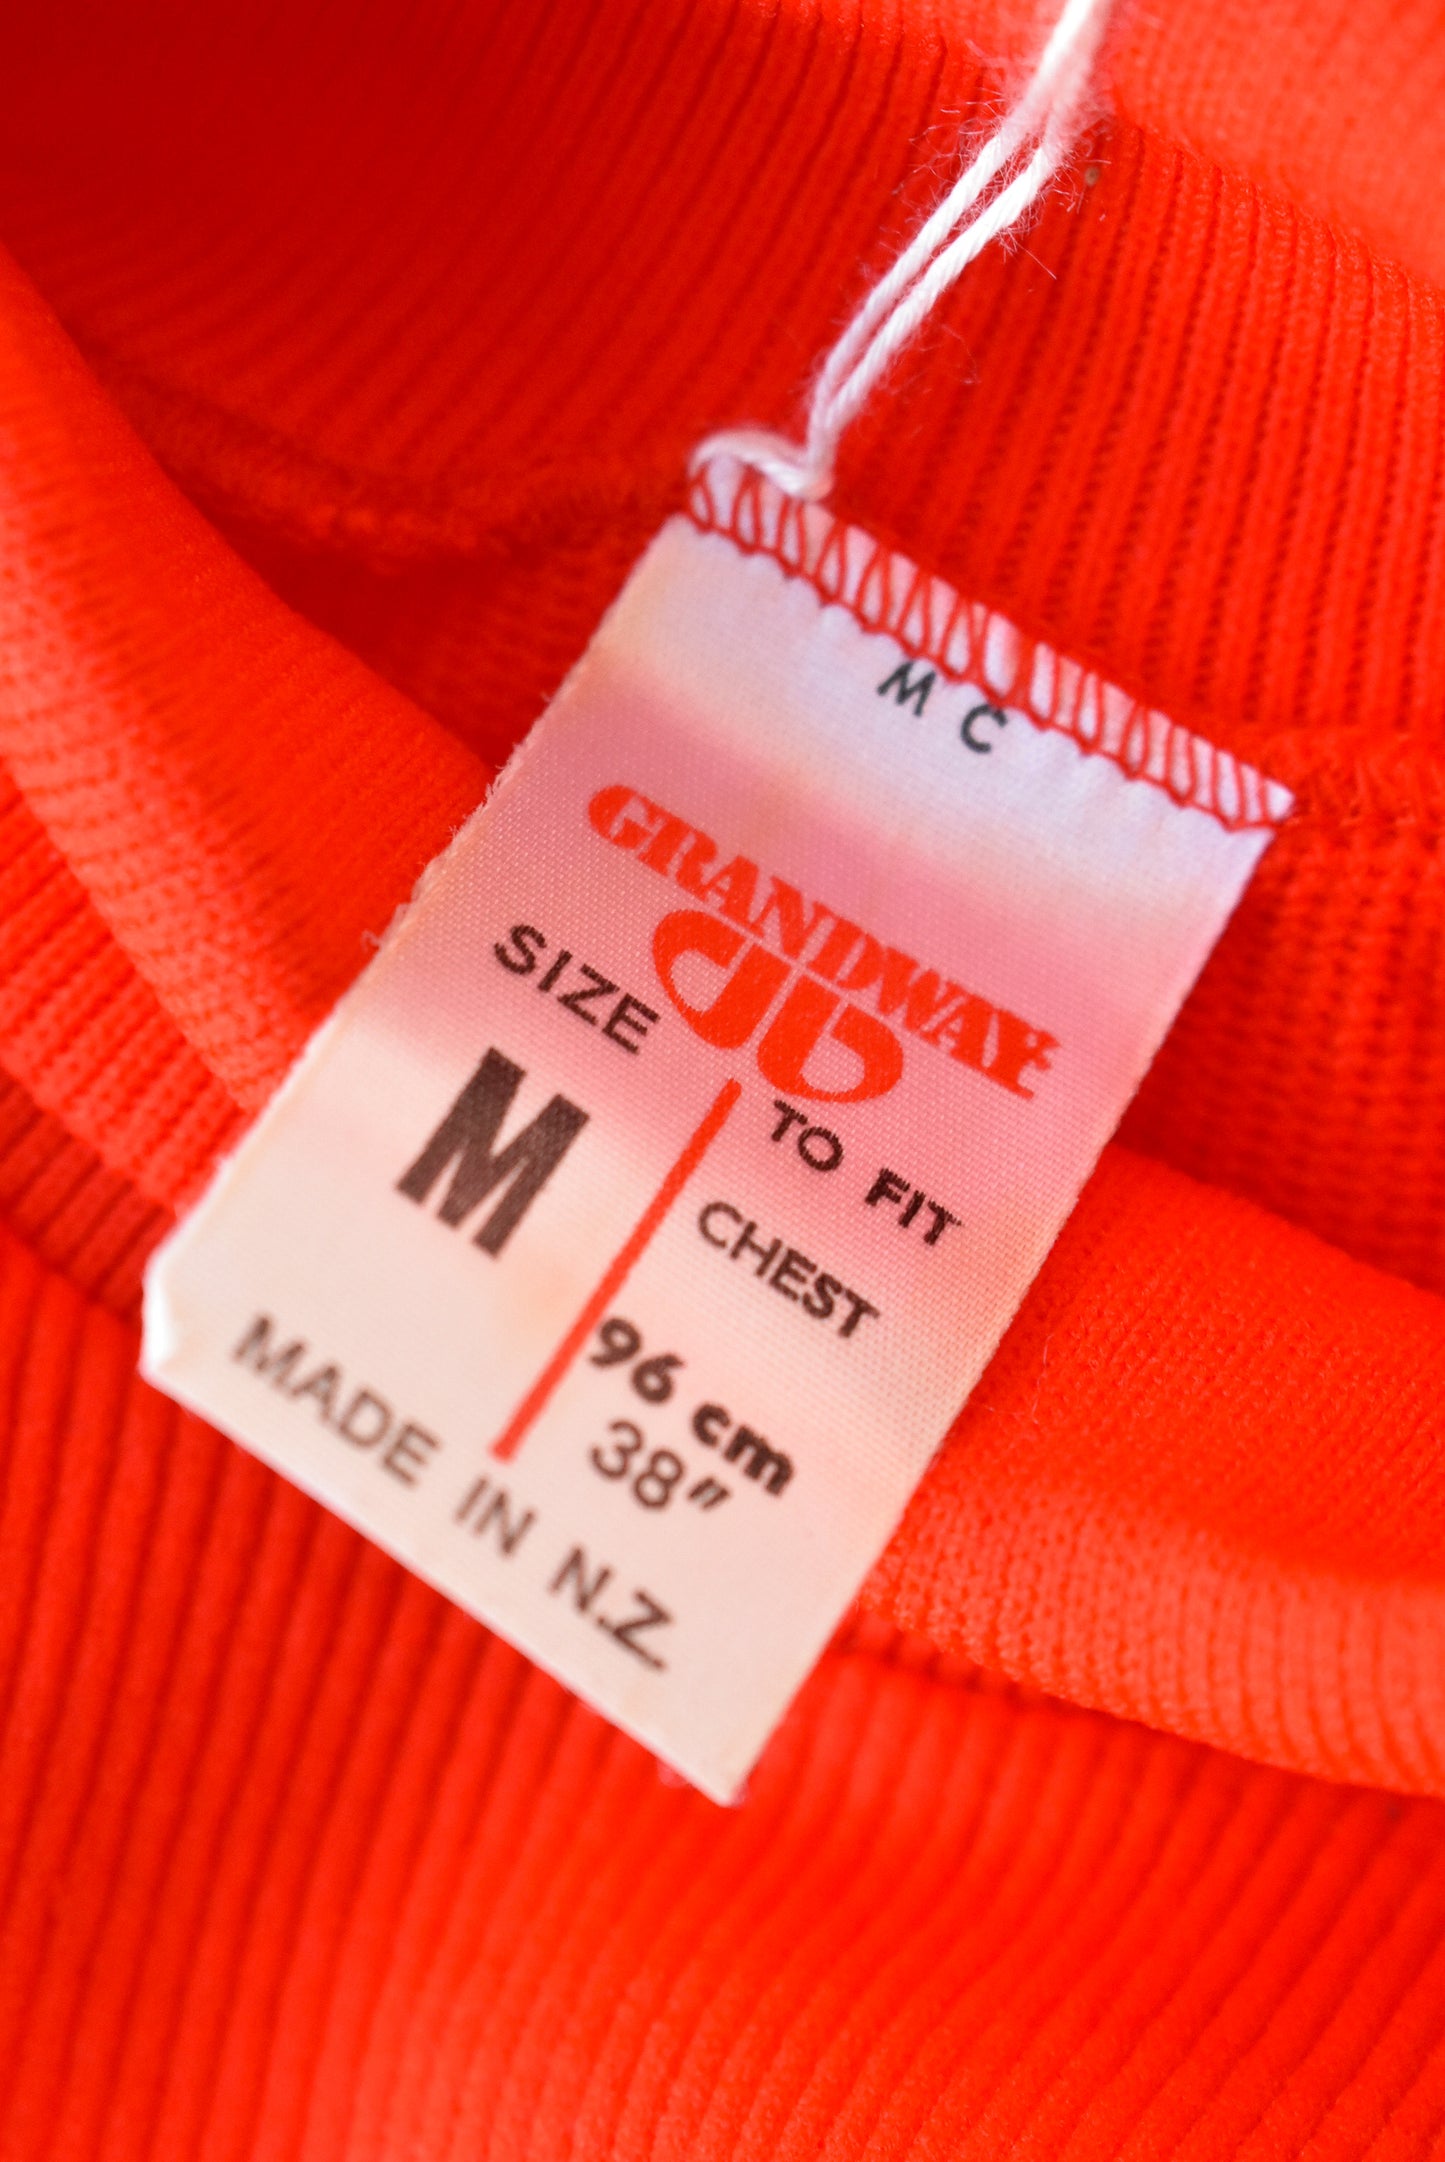 M C
GRANDWAY
SIZE
M
TO FIT
CHEST
96 cm
38"
MADE IN N.Z.